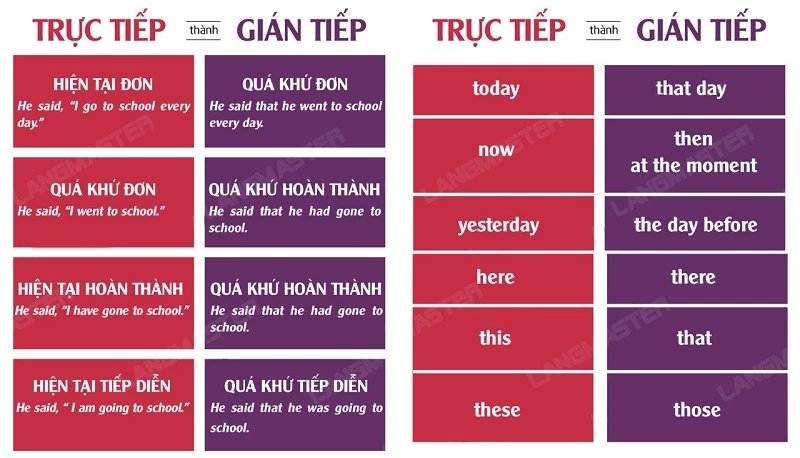 TRỰC TIẾP thành GIÁN TIẾP
HIỆN TẠI ĐƠN
He said, “I go to school every
day.”
QUÁ KHỨ ĐƠN
He said that he went to school
every day.
QUÁ KHỨ ĐƠN
He said, “I went to school.”
QUÁ KHỨ HOÀN THÀNH
He said that he had gone to
school.
HIỆN TẠI HOÀN THÀNH
He said, “I have gone to school.”
QUÁ KHỨ HOÀN THÀNH
He said that he had gone to
school.
HIỆN TẠI TIẾP DIỄN
He said, “ I am going to school.”
QUÁ KHỨ TIẾP DIỄN
He said that he was going to
school.
TRỰC TIẾP thành GIÁN TIẾP
today
that day
now
then
at the moment
yesterday
the day before
here
there
this
that
these
those
LANGMASTER
LANGMASTER
LANGMASTER
LANGMASTER